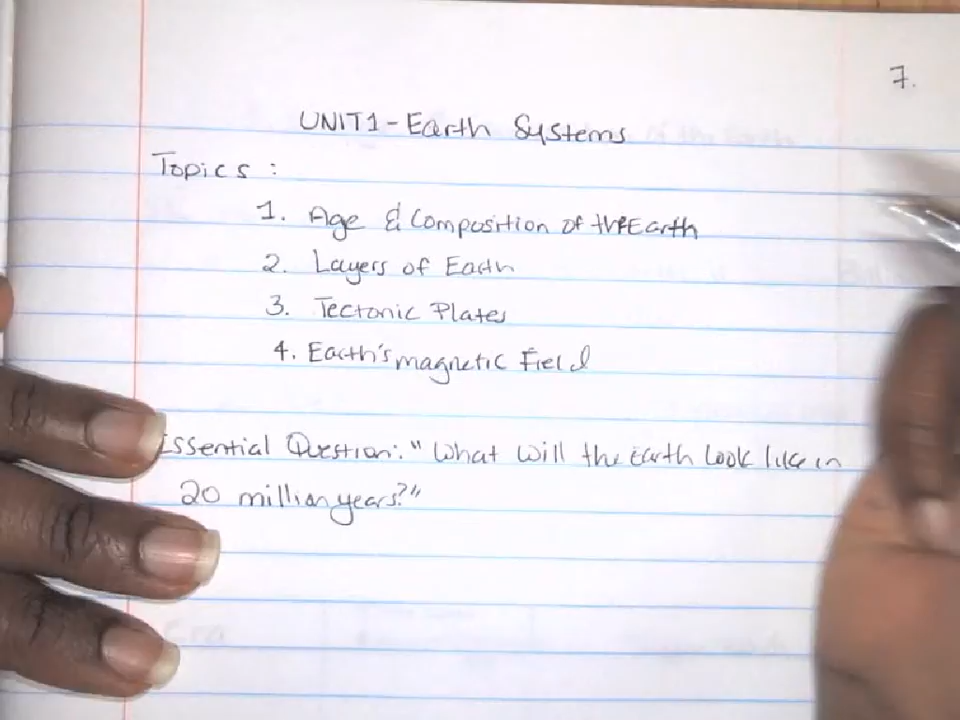 7.
UNIT1-Earth Systems
Topics :
1. Age & Composition of the Earth
2. Layers of Earth
3. Tectonic Plates
4. Earth's magnetic Field
Essential Question: "What will the Earth look like in
20 million years?"